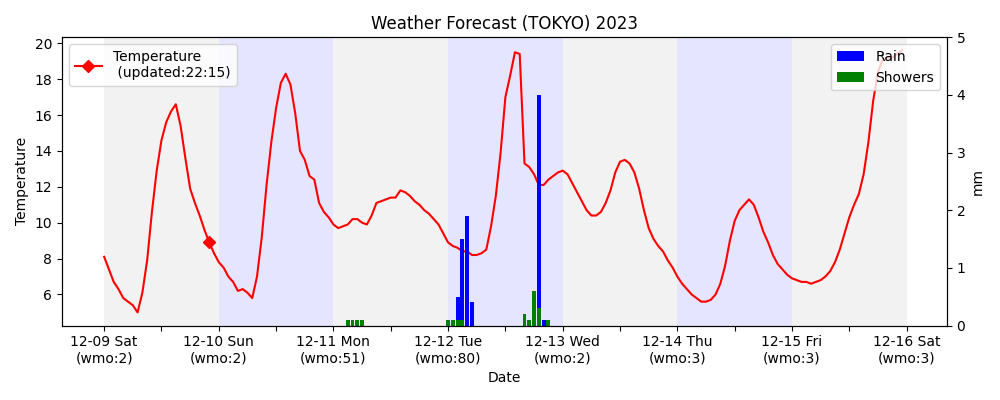 Weather Forecast (TOKYO) 2023
Temperature
(updated:22:15)
Rain
Showers
20
18
16
14
12
10
8
6
Temperature
5
4
3
2
1
0
mm
12-09 Sat 12-10 Sun 12-11 Mon 12-12 Tue 12-13 Wed 12-14 Thu 12-15 Fri 12-16 Sat
(wmo:2) (wmo:2) (wmo:51) (wmo:80) (wmo:2) (wmo:3) (wmo:3) (wmo:3)
Date